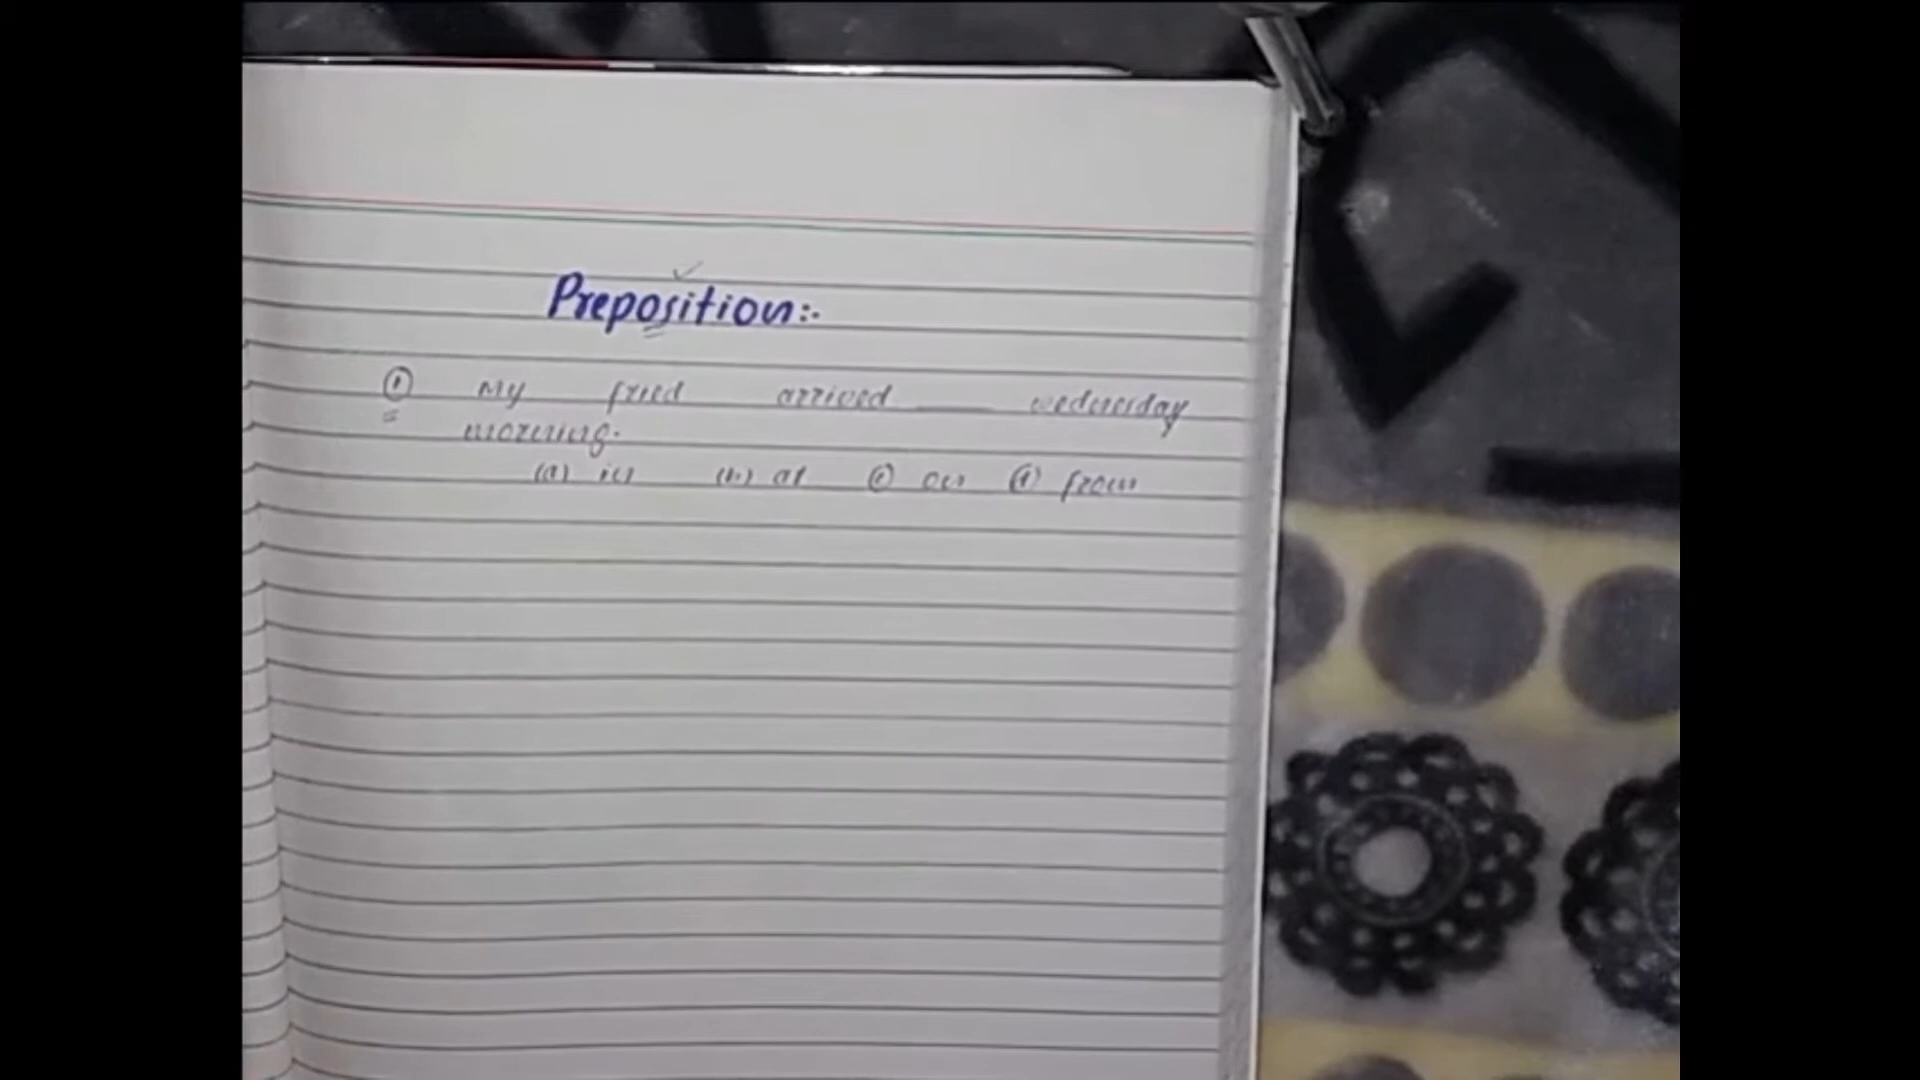 Preposition:-
① My fried arrived ____ wednesday
morning.
(a) in (b) at (c) on (d) from